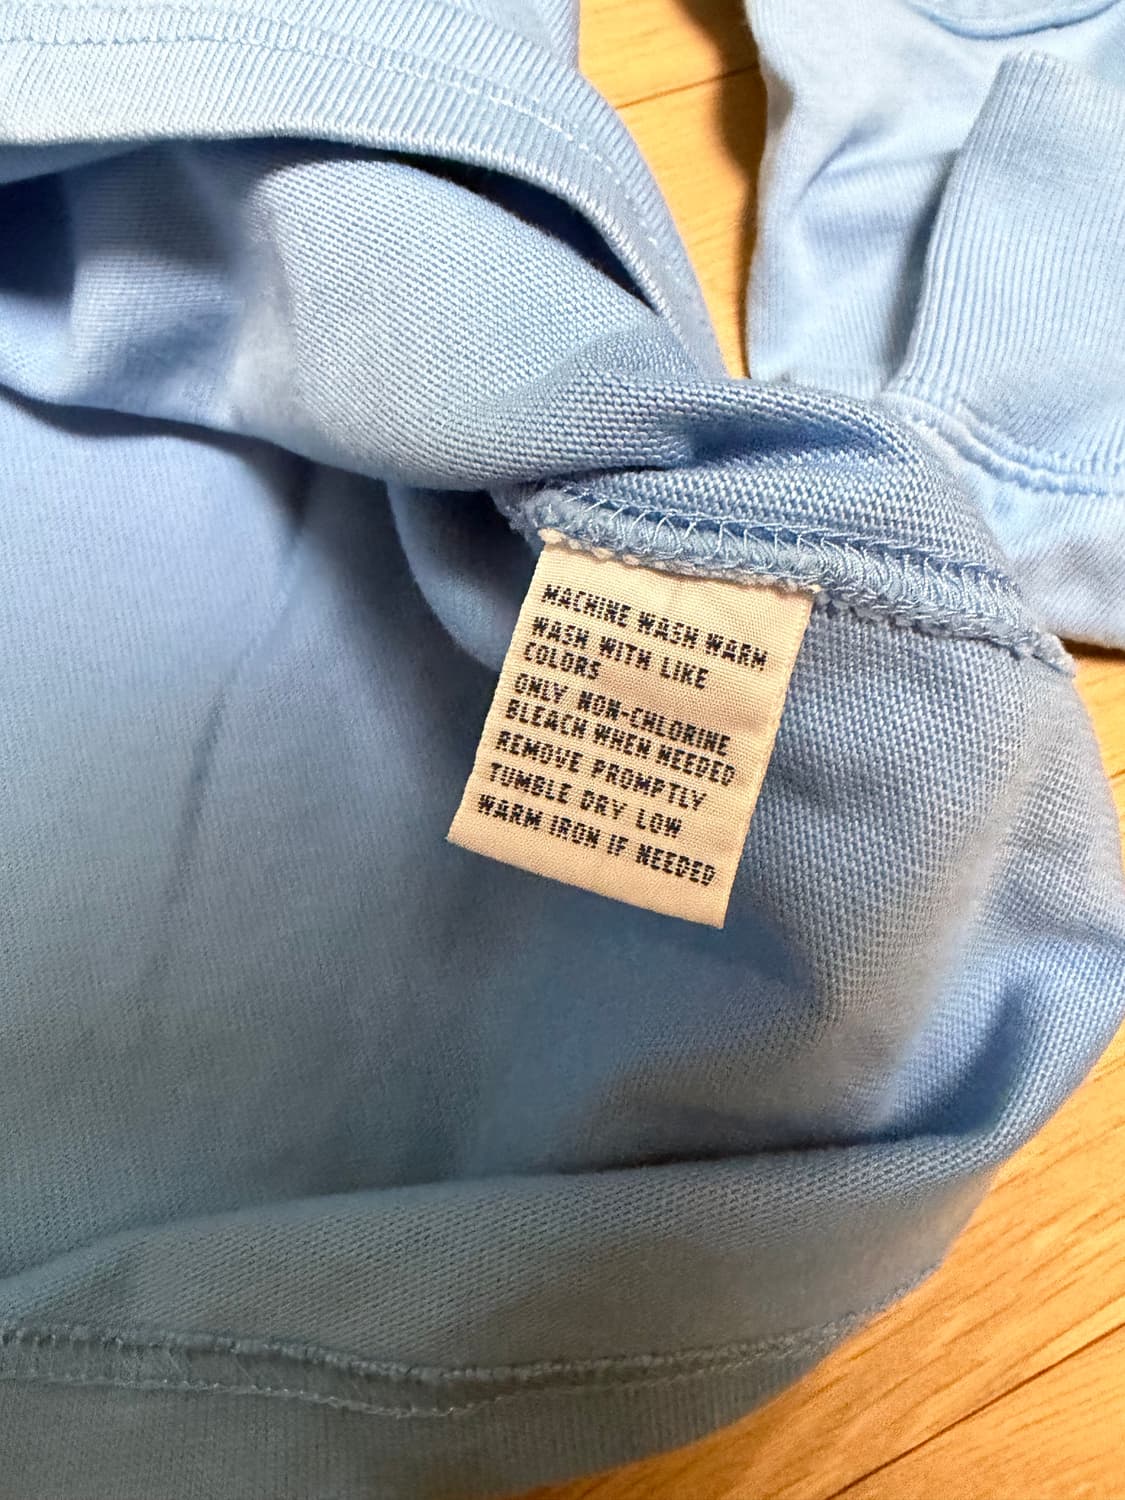 MACHINE WASH WARM
WASH WITH LIKE
COLORS
ONLY NON-CHLORINE
BLEACH WHEN NEEDED
REMOVE PROMPTLY
TUMBLE DRY LOW
WARM IRON IF NEEDED